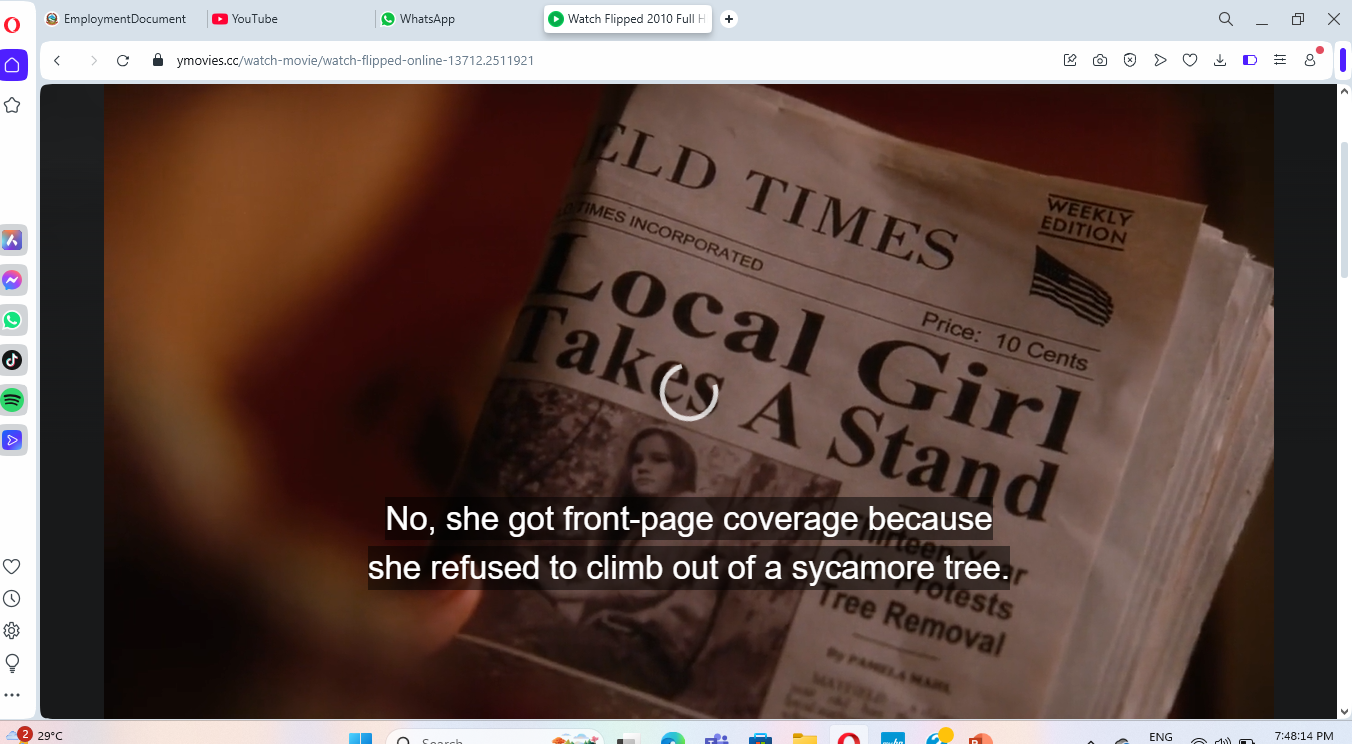 EmploymentDocument
YouTube
WhatsApp
Watch Flipped 2010 Full H
ymovies.cc/watch-movie/watch-flipped-online-13712.2511921
ELD TIMES
WEEKLY
EDITION
TIMES INCORPORATED
Price: 10 Cents
Local Girl
Takes A Stand
No, she got front-page coverage because
she refused to climb out of a sycamore tree.
Thirteen-Year
Protests
Tree Removal
By PAMELA
2
29°C
Search
ENG
7:48:14 PM